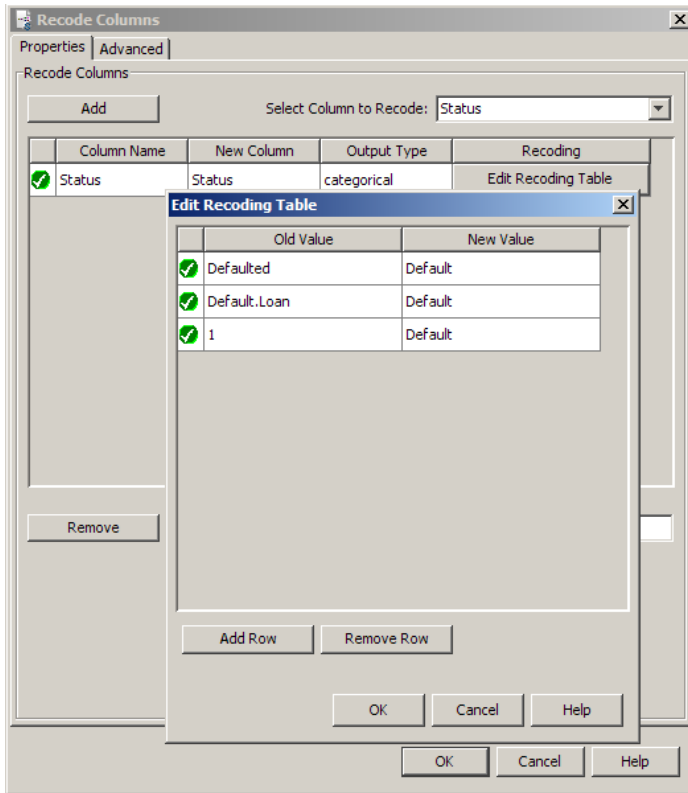 Recode Columns
Properties Advanced
Recode Columns
Add Select Column to Recode: Status
Column Name New Column Output Type Recoding
Status Status categorical Edit Recoding Table
Edit Recoding Table
Old Value New Value
Defaulted Default
Default.Loan Default
1 Default
Remove
Add Row Remove Row
OK Cancel Help
OK Cancel Help